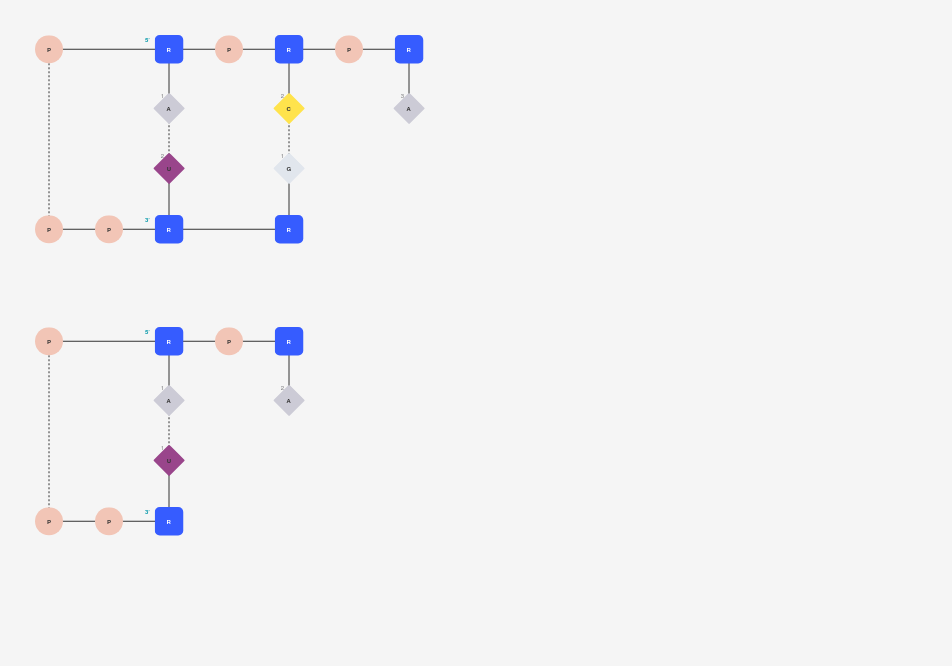 5'
P R P R P R
1 2 3
A C A
2 1
U G
3'
P P R R
5'
P R P R
1 2
A A
1
U
3'
P P R